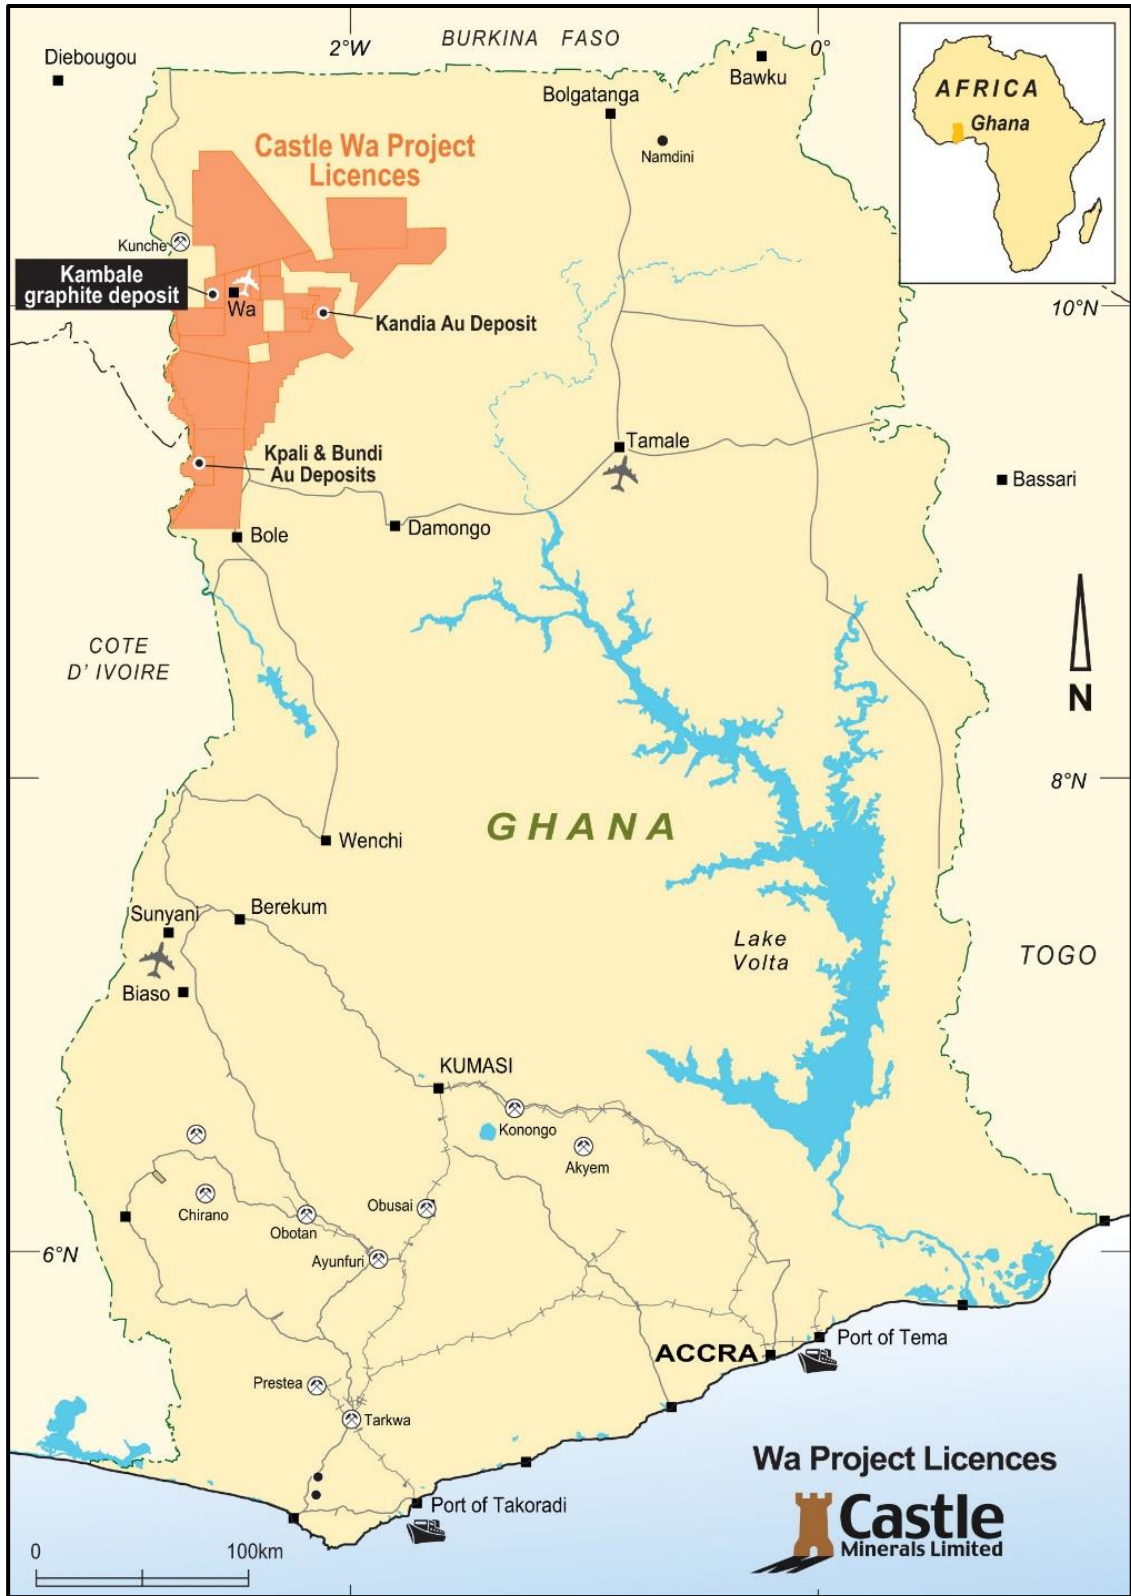 2°W
BURKINA FASO
0°
Diebougou
Bawku
Bolgatanga
Namdini
AFRICA
Ghana
Castle Wa Project
Licences
Kunche
Kambale
graphite deposit
Wa
Kandia Au Deposit
10°N
Kpali & Bundi
Au Deposits
Tamale
Bassari
Damongo
Bole
COTE
D' IVOIRE
N
8°N
GHANA
Wenchi
Berekum
Sunyani
Lake
Volta
TOGO
Biaso
KUMASI
Konongo
Akyem
Chirano
Obusai
Obotan
Ayunfuri
6°N
ACCRA
Port of Tema
Prestea
Tarkwa
Port of Takoradi
Wa Project Licences
Castle
Minerals Limited
0
100km